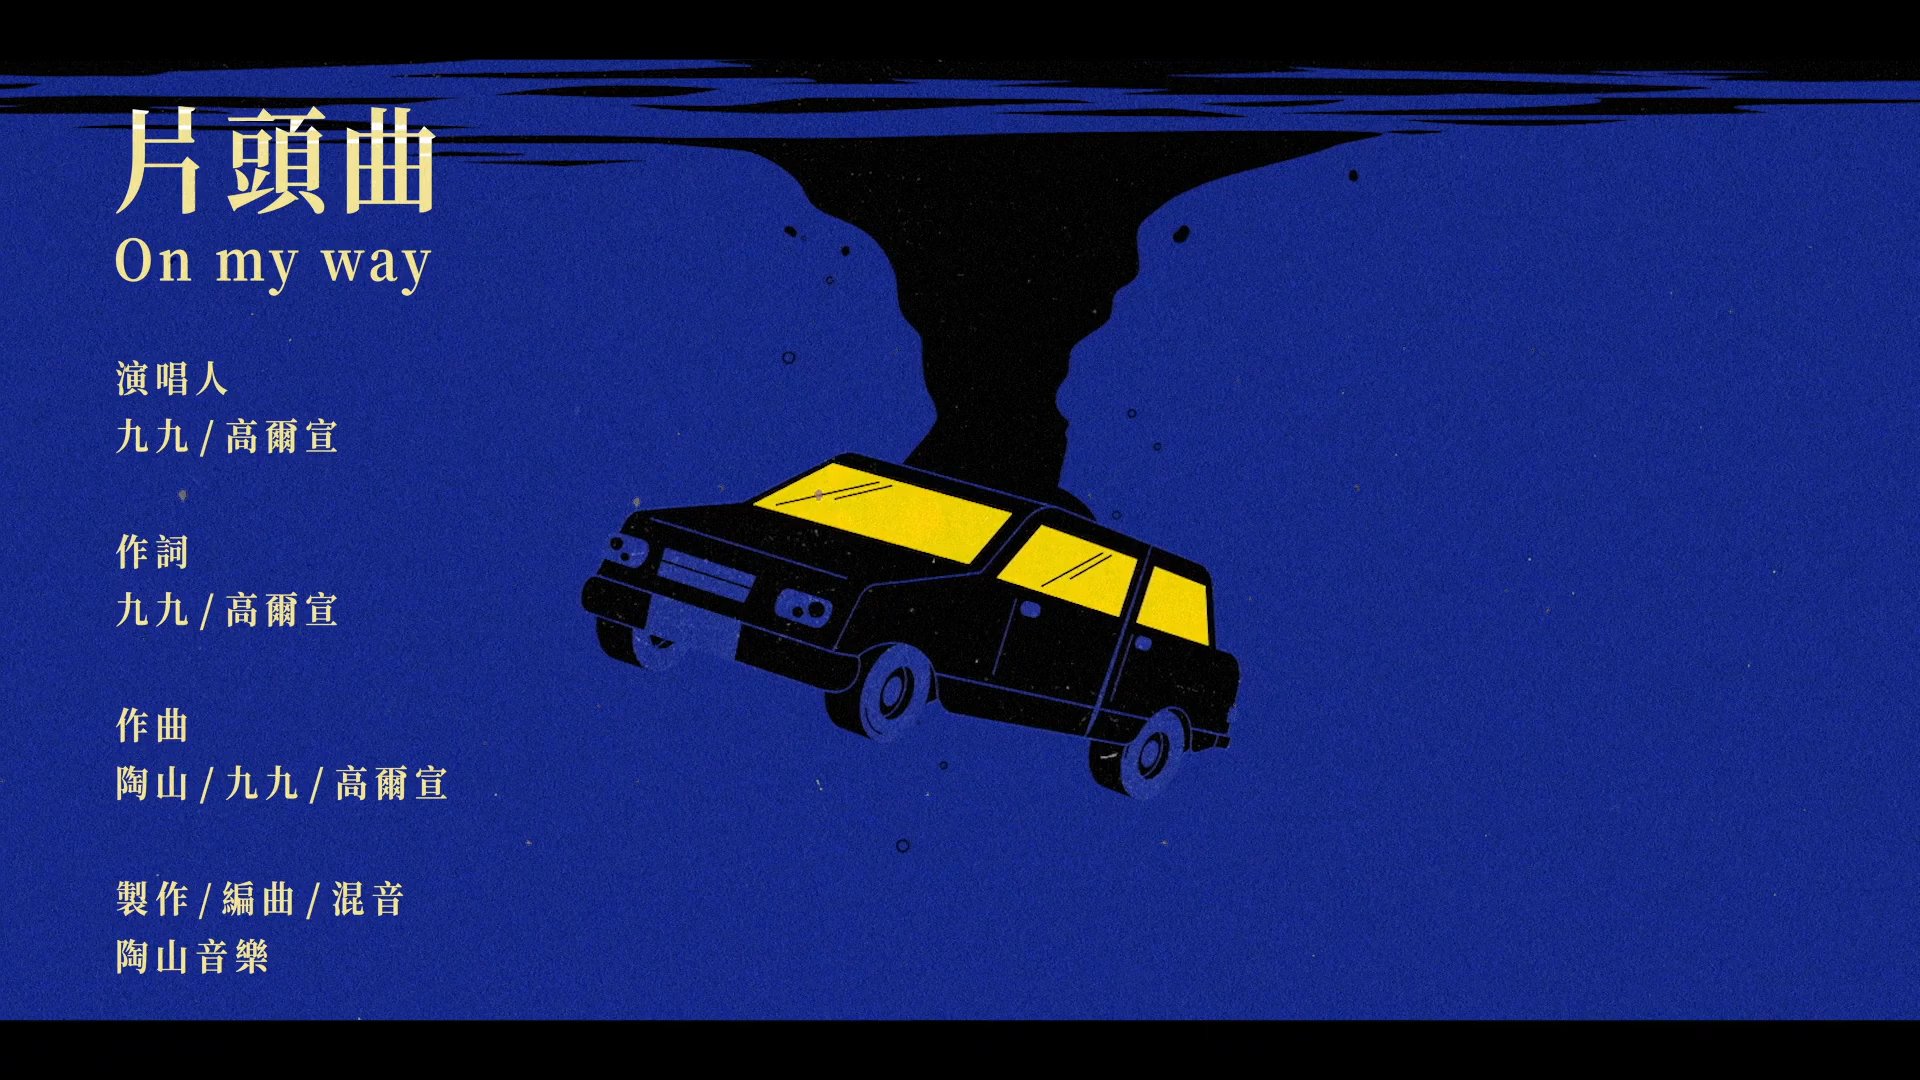 片頭曲
On my way
演唱人
九九/高爾宣
作詞
九九/高爾宣
作曲
陶山/九九/高爾宣
製作/編曲/混音
陶山音樂